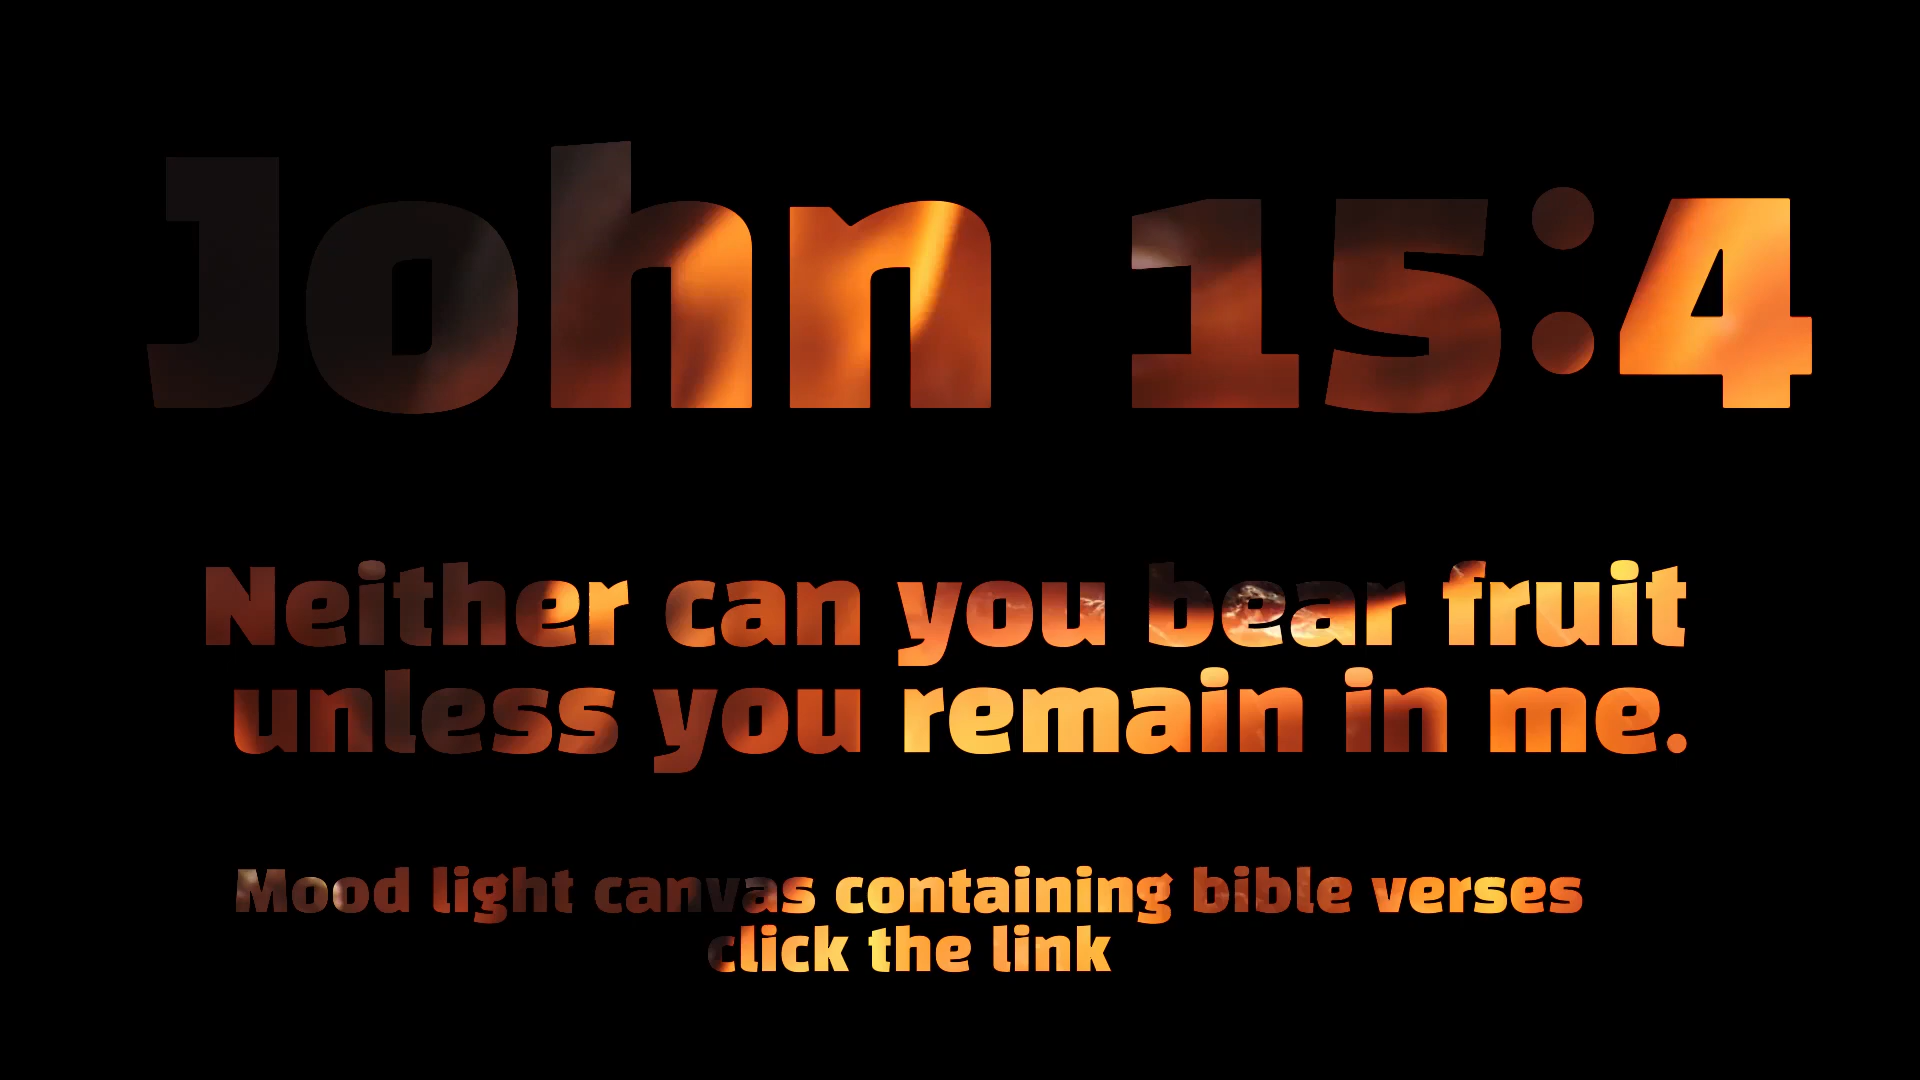 John 15:4
Neither can you bear fruit
unless you remain in me.
Mood light canvas containing bible verses
click the link